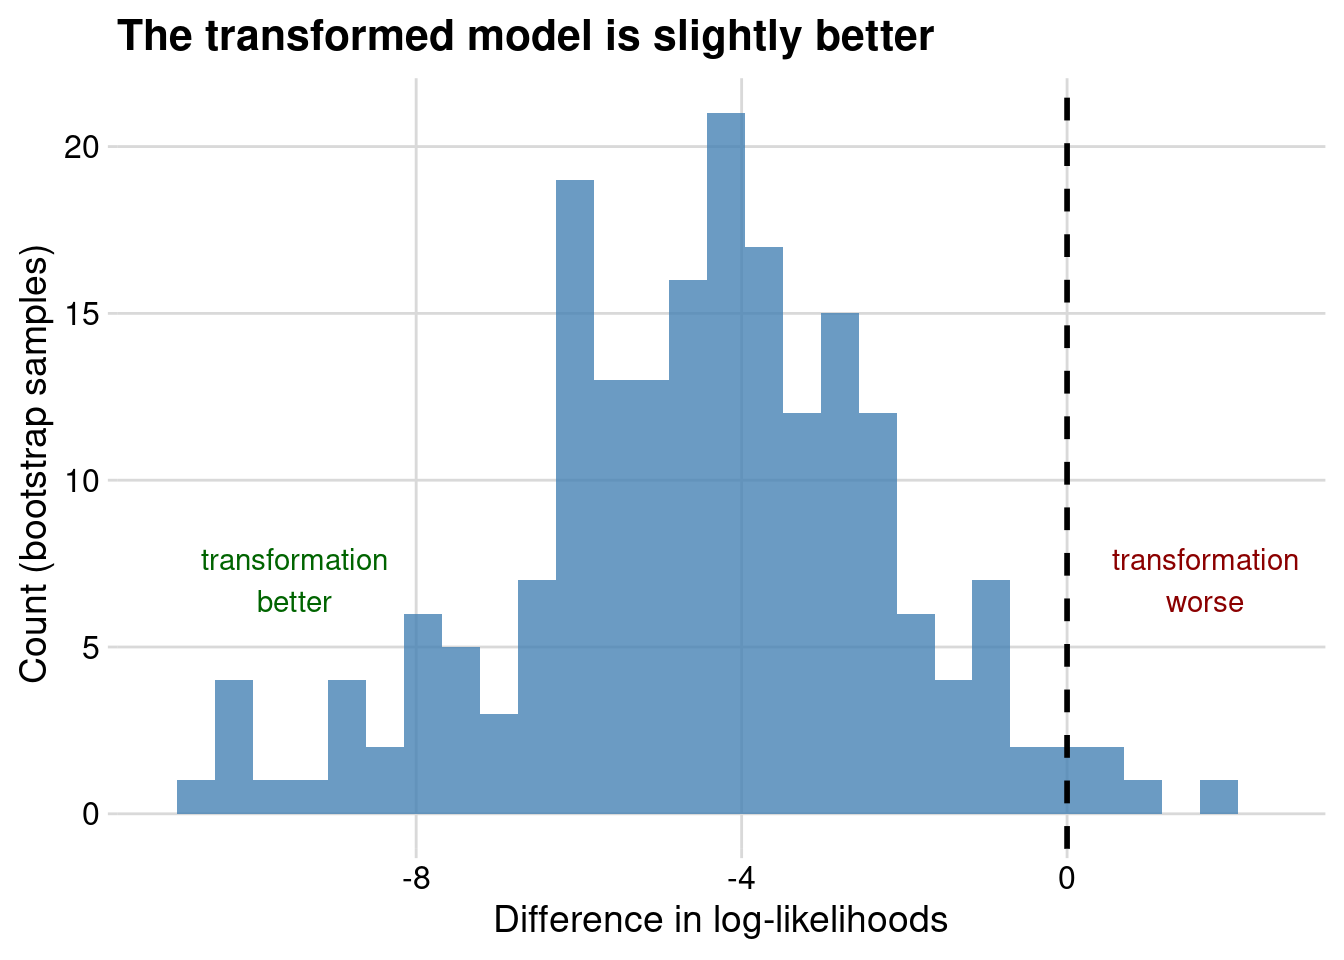 The transformed model is slightly better
Count (bootstrap samples)
20
15
10
5
0
transformation
better
transformation
worse
-8
-4
0
Difference in log-likelihoods